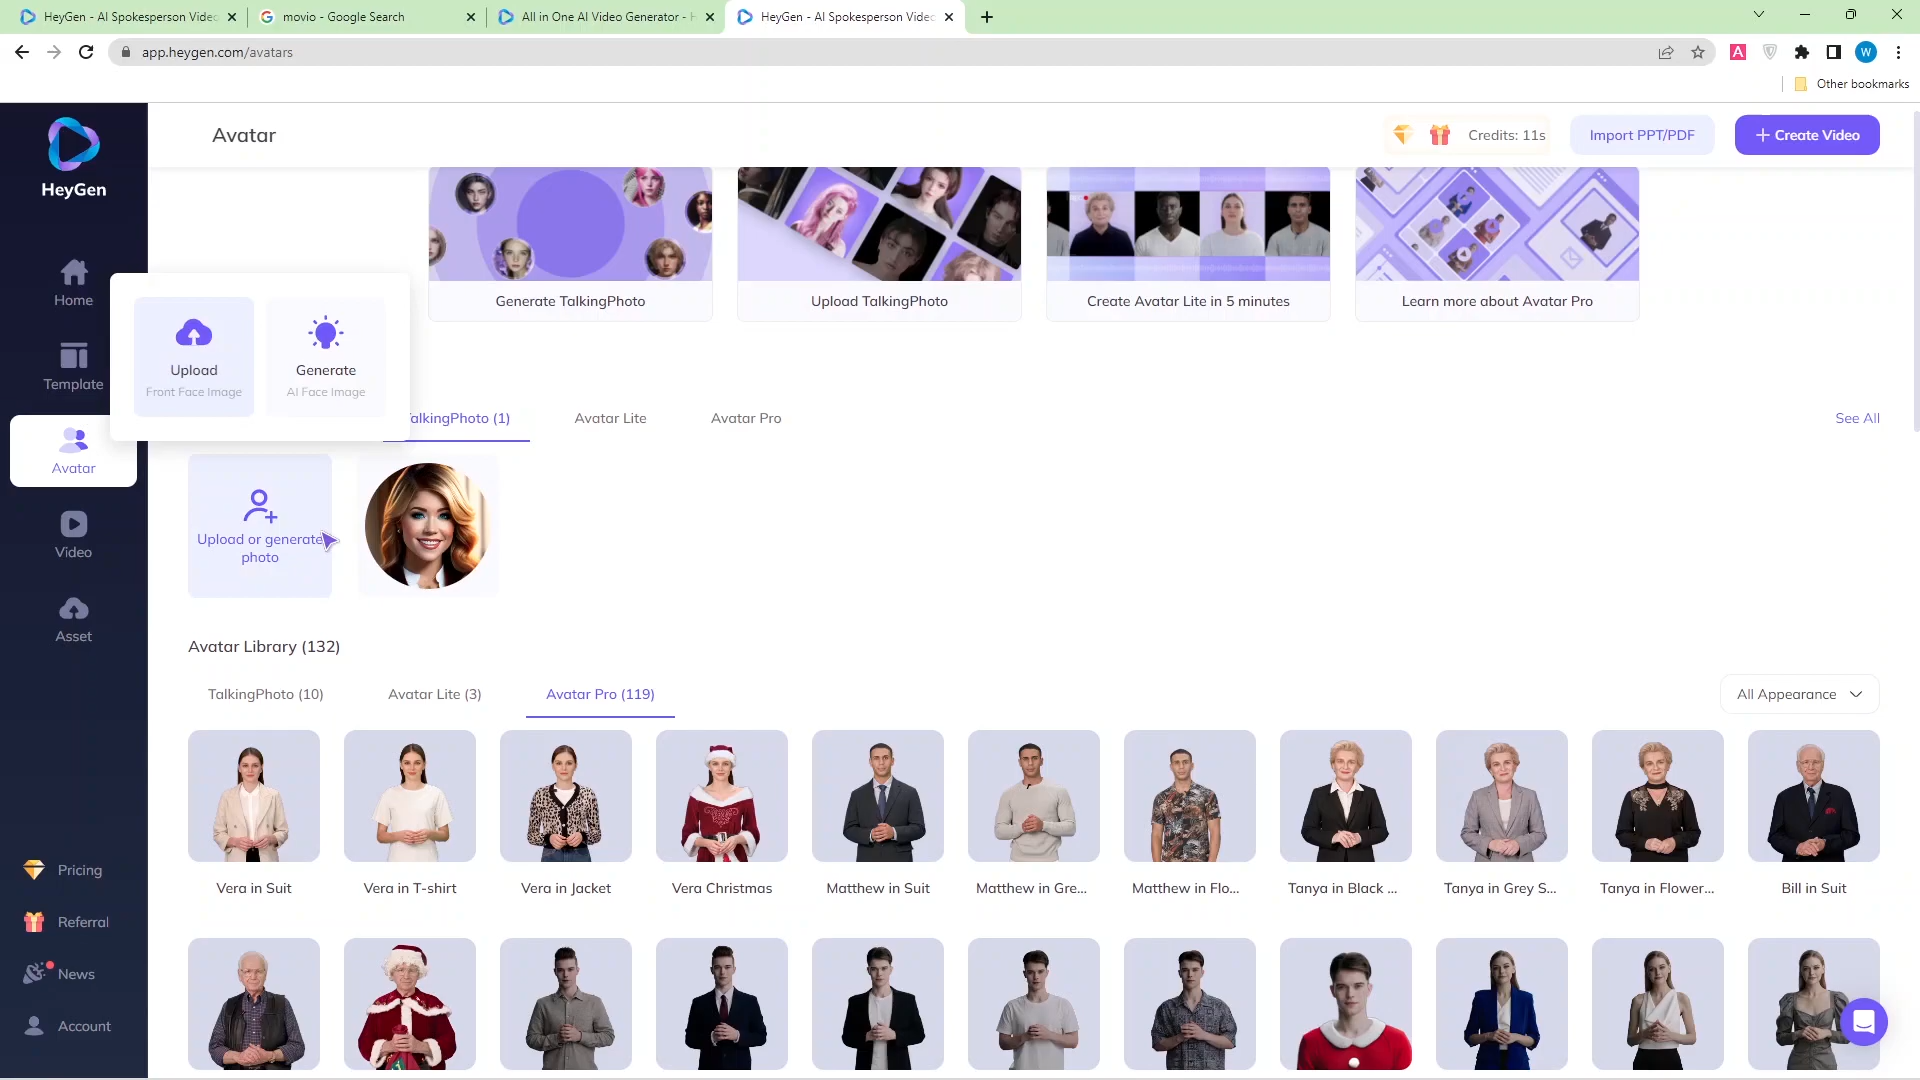 HeyGen - AI Spokesperson Video
movio - Google Search
All in One AI Video Generator - H
HeyGen - AI Spokesperson Video
app.heygen.com/avatars
A
W
Other bookmarks
HeyGen
Avatar
Credits: 11s
Import PPT/PDF
Create Video
Home
Template
Avatar
Video
Asset
Pricing
Referral
News
Account
Generate TalkingPhoto
Upload TalkingPhoto
Create Avatar Lite in 5 minutes
Learn more about Avatar Pro
Upload
Front Face Image
Generate
AI Face Image
TalkingPhoto (1)
Avatar Lite
Avatar Pro
See All
Upload or generate
photo
Avatar Library (132)
TalkingPhoto (10)
Avatar Lite (3)
Avatar Pro (119)
All Appearance
Vera in Suit
Vera in T-shirt
Vera in Jacket
Vera Christmas
Matthew in Suit
Matthew in Gre...
Matthew in Flo...
Tanya in Black ...
Tanya in Grey S...
Tanya in Flower...
Bill in Suit